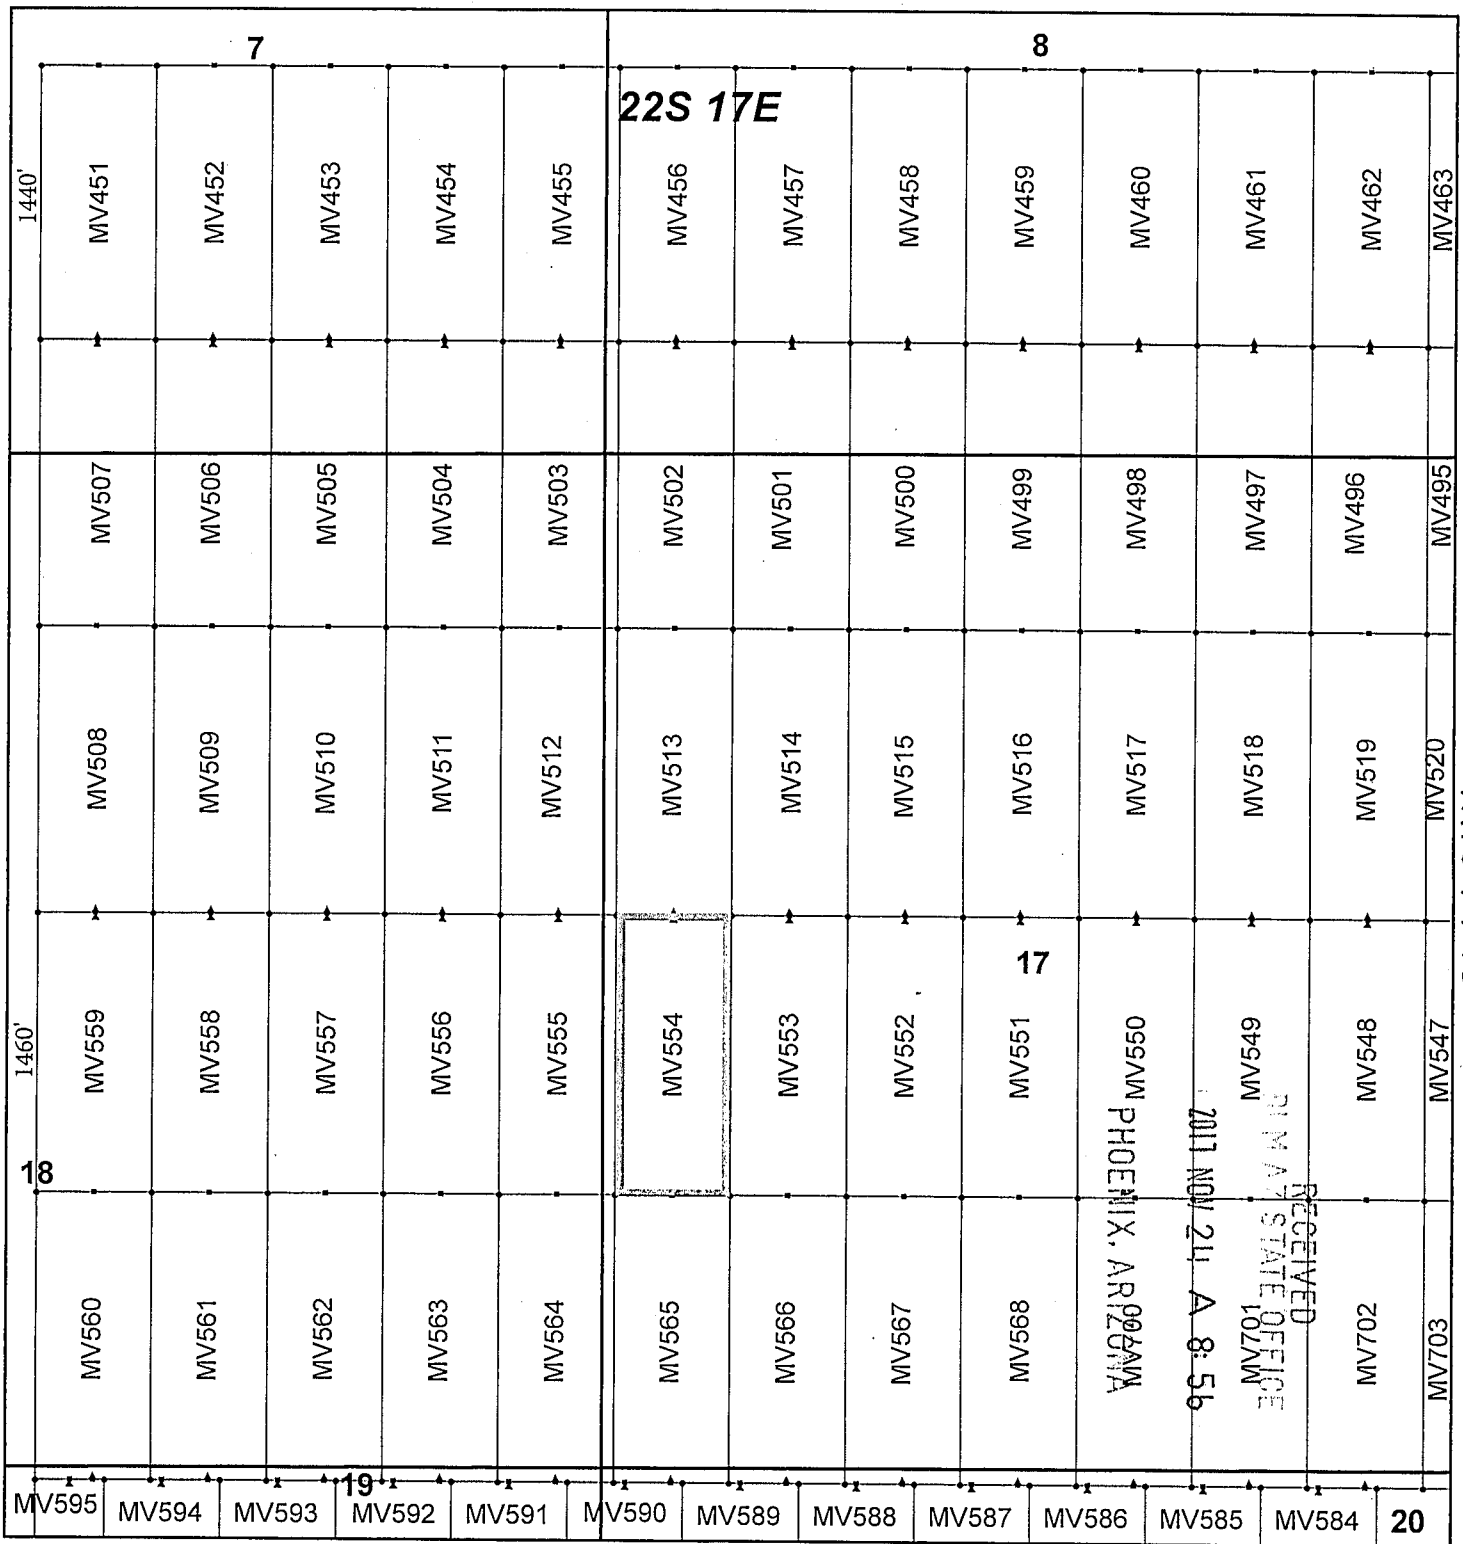 7 8
22S 17E
1440'
MV451 MV452 MV453 MV454 MV455 MV456 MV457 MV458 MV459 MV460 MV461 MV462 MV463
MV507 MV506 MV505 MV504 MV503 MV502 MV501 MV500 MV499 MV498 MV497 MV496 MV495
MV508 MV509 MV510 MV511 MV512 MV513 MV514 MV515 MV516 MV517 MV518 MV519 MV520
17
1460'
MV559 MV558 MV557 MV556 MV555 MV554 MV553 MV552 MV551 MV550 MV549 MV548 MV547
18
RECEIVED
STATE OFFICE
NOV 24 A 8:56
PHOENIX, ARIZONA
MV560 MV561 MV562 MV563 MV564 MV565 MV566 MV567 MV568 MV701 MV702 MV703
19
MV595 MV594 MV593 MV592 MV591 MV590 MV589 MV588 MV587 MV586 MV585 MV584 20